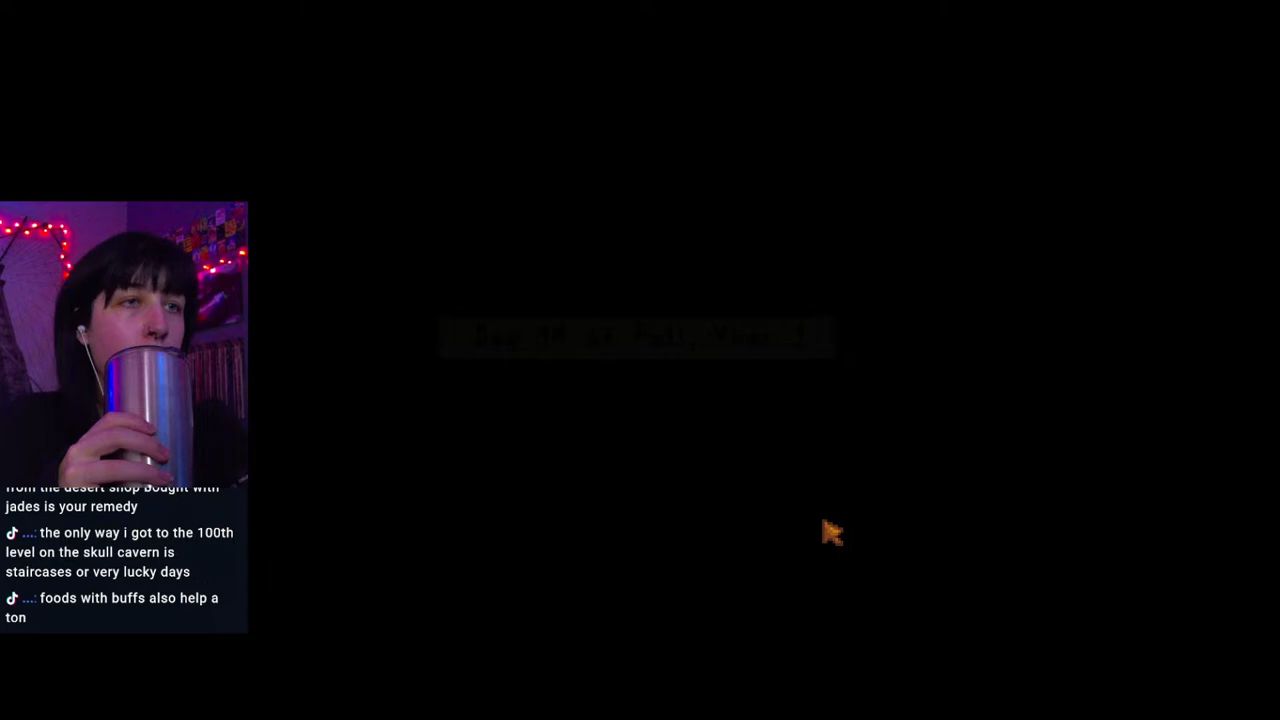 jades is your remedy
...: the only way i got to the 100th
level on the skull cavern is
staircases or very lucky days
...: foods with buffs also help a
ton